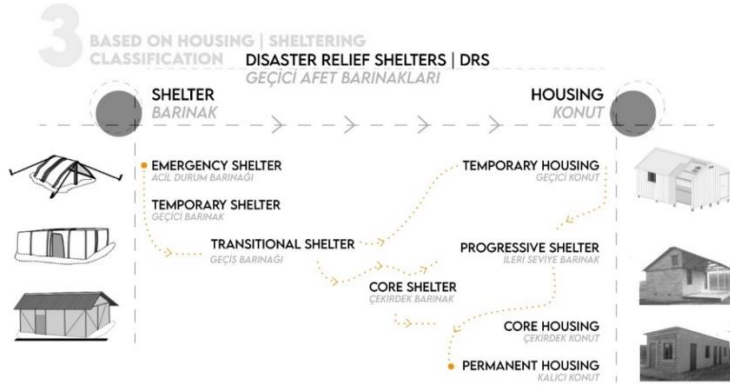 3
BASED ON HOUSING | SHELTERING
CLASSIFICATION
DISASTER RELIEF SHELTERS | DRS
GEÇİCİ AFET BARINAKLARI
SHELTER
BARINAK
HOUSING
KONUT
EMERGENCY SHELTER
ACİL DURUM BARINAĞI
TEMPORARY HOUSING
GEÇİCİ KONUT
TEMPORARY SHELTER
GEÇİCİ BARINAK
TRANSITIONAL SHELTER
GEÇİŞ BARINAĞI
PROGRESSIVE SHELTER
İLERİ SEVİYE BARINAK
CORE SHELTER
ÇEKİRDEK BARINAK
CORE HOUSING
ÇEKİRDEK KONUT
PERMANENT HOUSING
KALICI KONUT